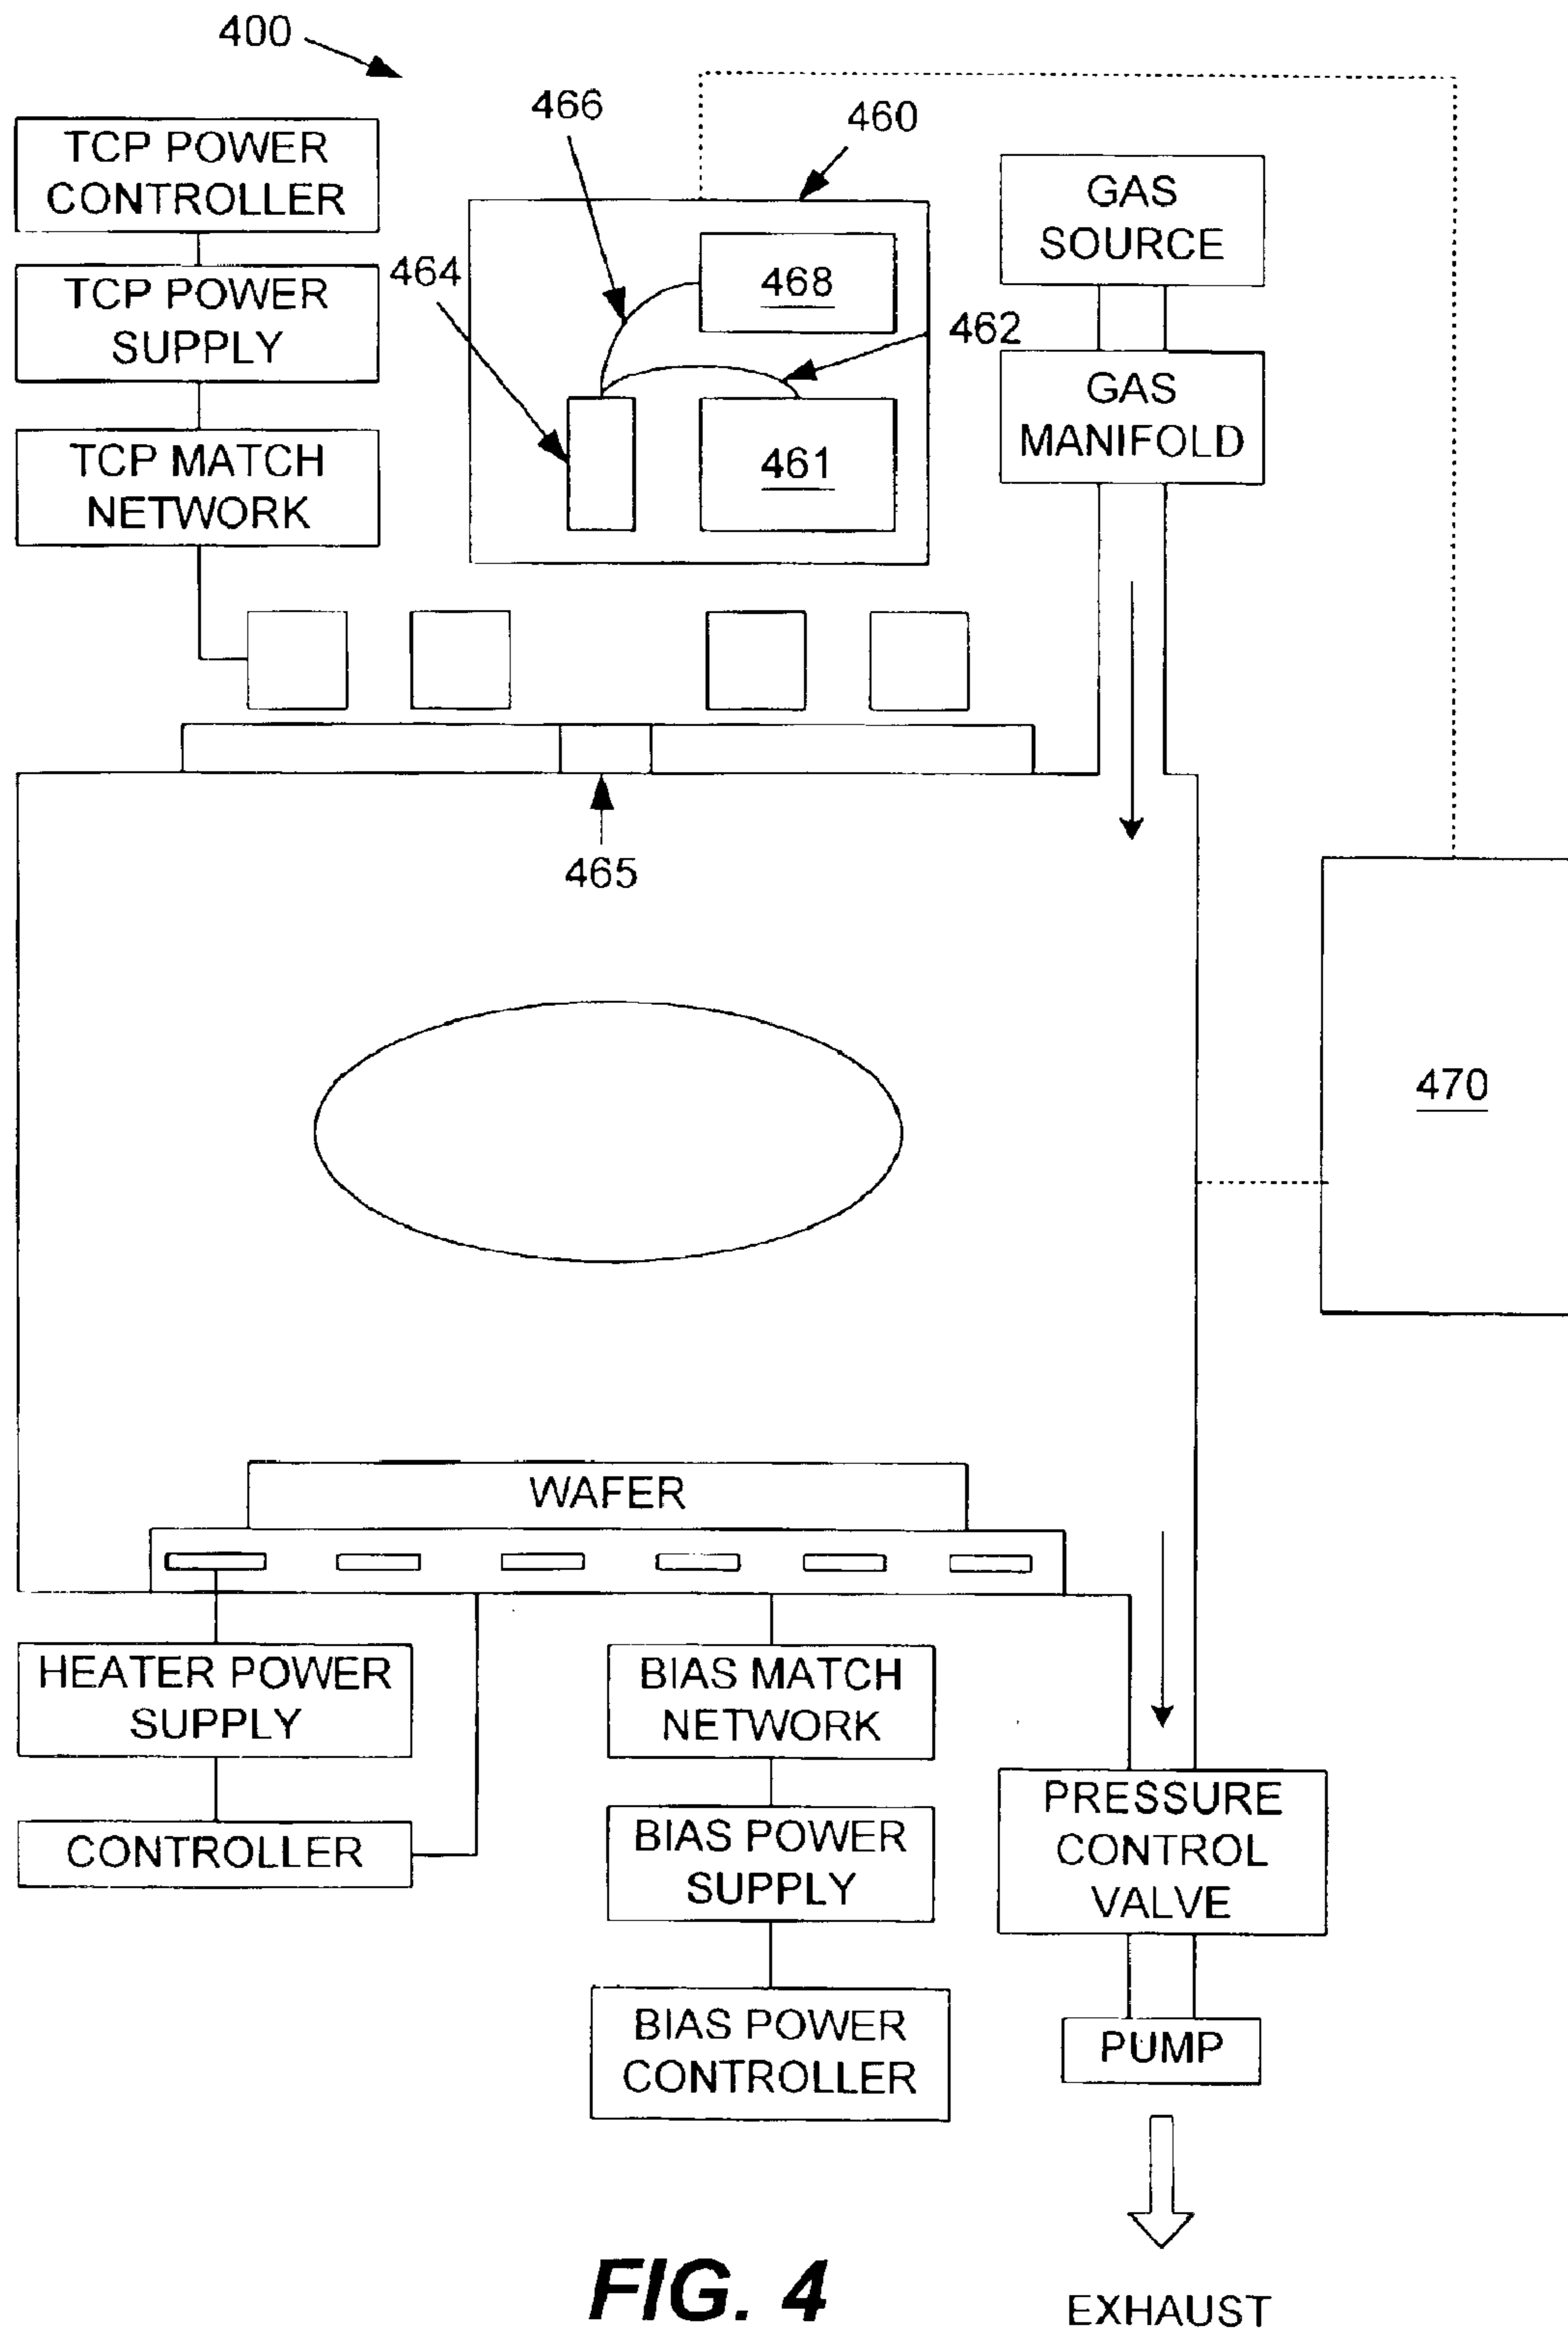 400
466
460
TCP POWER
CONTROLLER
GAS
SOURCE
464
468
TCP POWER
SUPPLY
462
GAS
MANIFOLD
TCP MATCH
NETWORK
461
465
470
WAFER
HEATER POWER
SUPPLY
BIAS MATCH
NETWORK
CONTROLLER
BIAS POWER
SUPPLY
PRESSURE
CONTROL
VALVE
BIAS POWER
CONTROLLER
PUMP
FIG. 4
EXHAUST